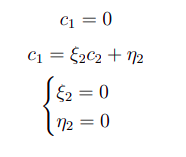 c₁ = 0
c₁ = ξ₂c₂ + η₂
ξ₂ = 0
η₂ = 0